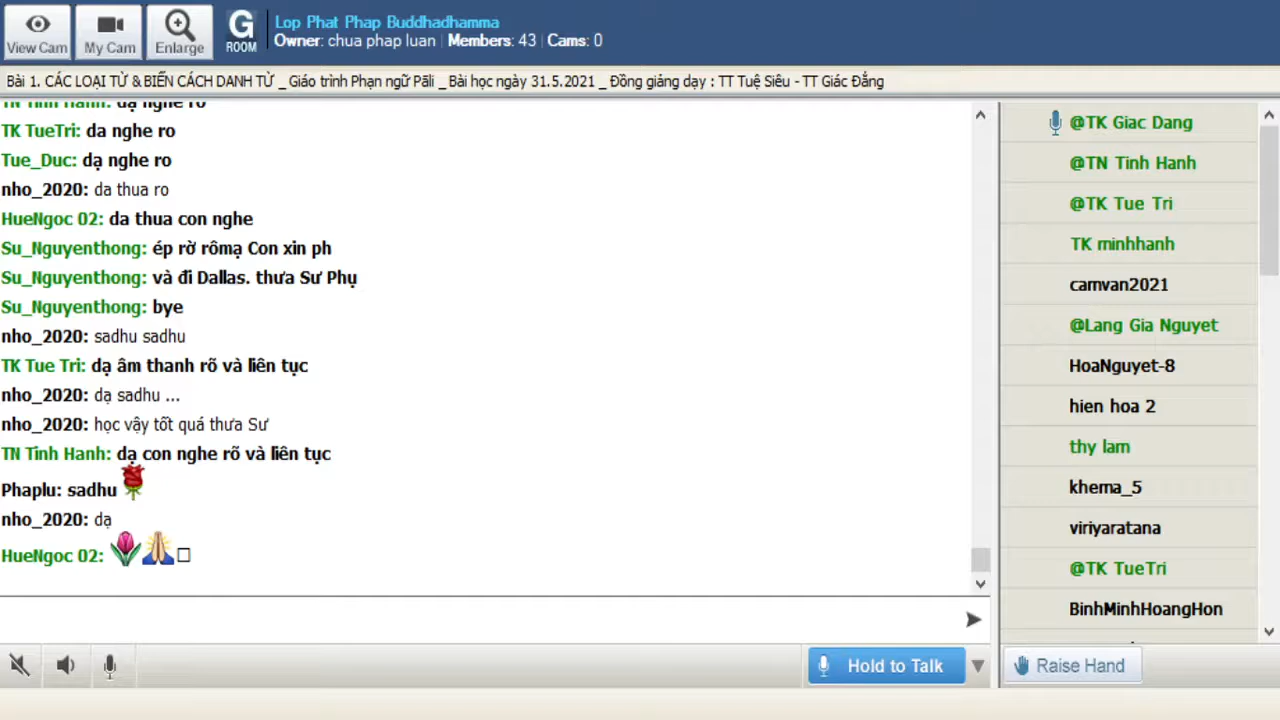 View Cam
My Cam
Enlarge
G
ROOM
Lop Phat Phap Buddhadhamma
Owner: chua phap luan | Members: 43 | Cams: 0
Bài 1. CÁC LOẠI TỪ & BIẾN CÁCH DANH TỪ _ Giáo trình Phạn ngữ Pāli _ Bài học ngày 31.5.2021 _ Đồng giảng dạy : TT Tuệ Siêu - TT Giác Đẳng
TN Tinh Hanh: dạ nghe rõ
TK TueTri: da nghe ro
Tue_Duc: dạ nghe ro
nho_2020: da thua ro
HueNgoc 02: da thua con nghe
Su_Nguyenthong: ép rờ rômạ Con xin ph
Su_Nguyenthong: và đi Dallas. thưa Sư Phụ
Su_Nguyenthong: bye
nho_2020: sadhu sadhu
TK Tue Tri: dạ âm thanh rõ và liên tục
nho_2020: dạ sadhu ...
nho_2020: học vậy tốt quá thưa Sư
TN Tinh Hanh: dạ con nghe rõ và liên tục
Phaplu: sadhu
nho_2020: dạ
HueNgoc 02:
@TK Giac Dang
@TN Tinh Hanh
@TK Tue Tri
TK minhhanh
camvan2021
@Lang Gia Nguyet
HoaNguyet-8
hien hoa 2
thy lam
khema_5
viriyaratana
@TK TueTri
BinhMinhHoangHon
Hold to Talk
Raise Hand